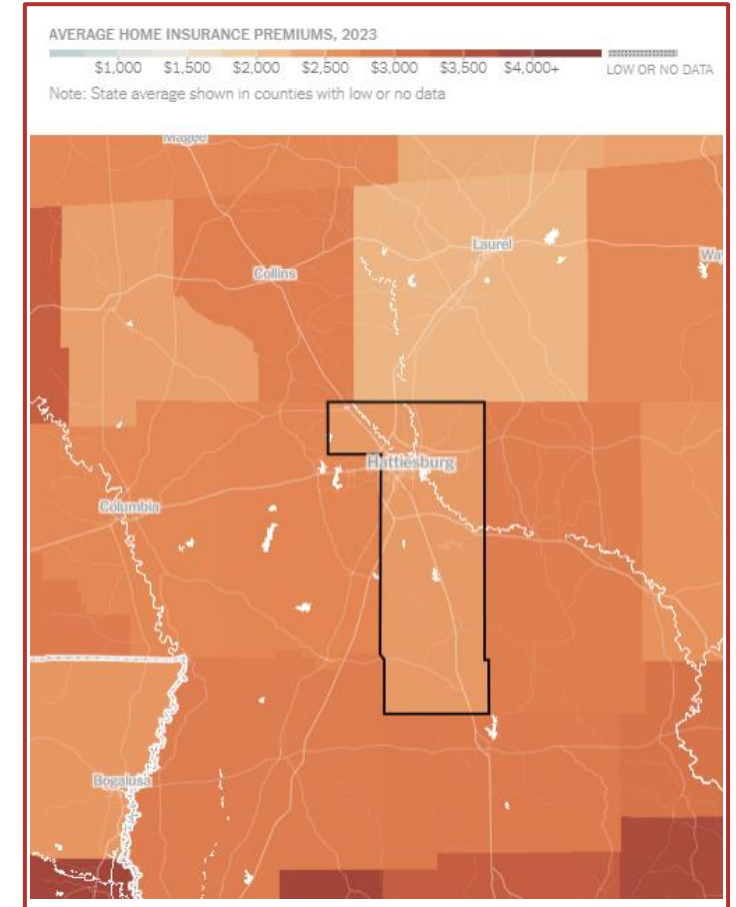 AVERAGE HOME INSURANCE PREMIUMS, 2023
$1,000 $1,500 $2,000 $2,500 $3,000 $3,500 $4,000+ LOW OR NO DATA
Note: State average shown in counties with low or no data
Magee
Laurel
Way
Collins
Hattiesburg
Columbia
Bogalusa